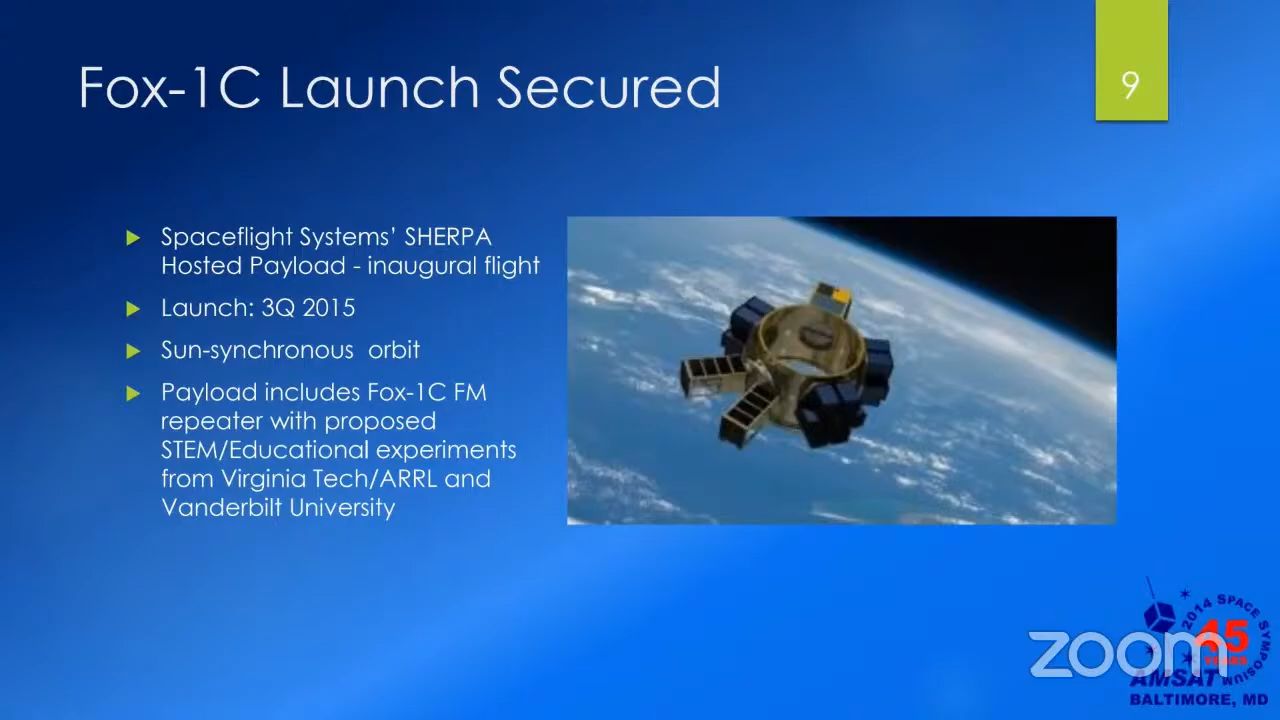 Fox-1C Launch Secured
9
Spaceflight Systems’ SHERPA
Hosted Payload - inaugural flight
Launch: 3Q 2015
Sun-synchronous orbit
Payload includes Fox-1C FM
repeater with proposed
STEM/Educational experiments
from Virginia Tech/ARRL and
Vanderbilt University
2014 SPACE SYMPOSIUM
45
YEARS
zoom
AMSAT
BALTIMORE, MD